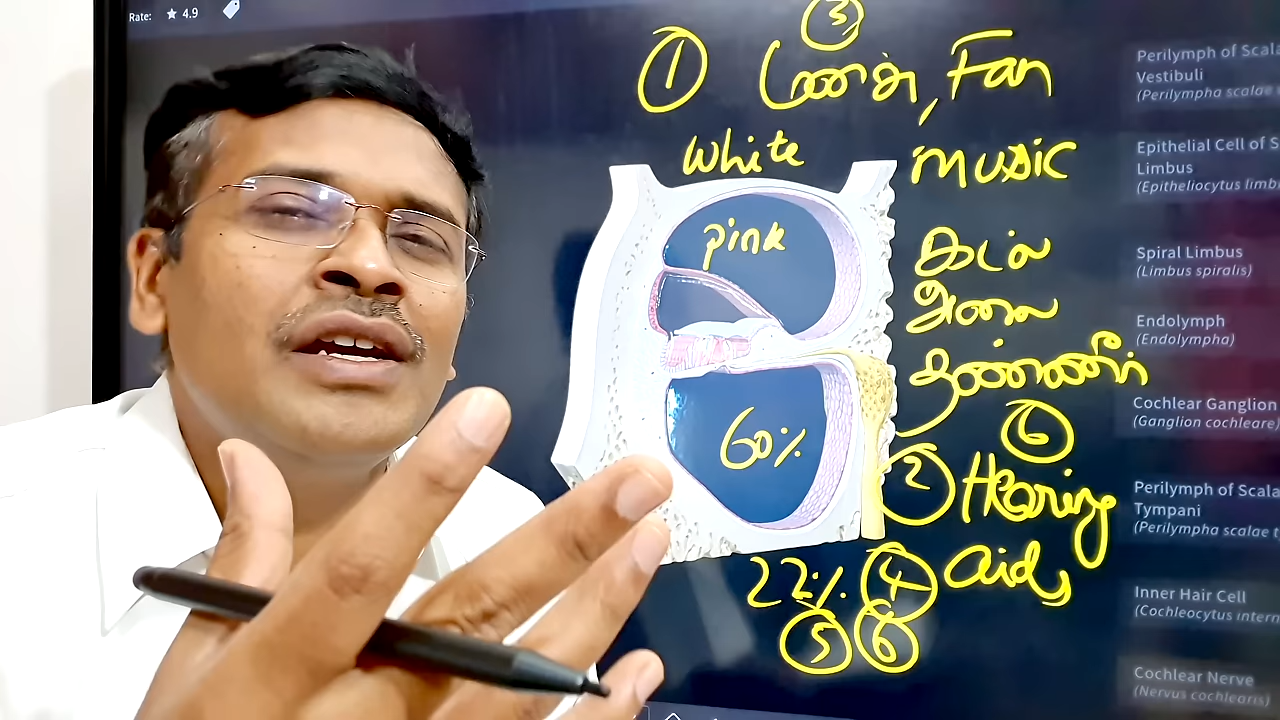 Rate: ★ 4.9
③
① மனசு, Fan
white
music
pink
கடல்
அலை
தண்ணீர்
⑥
60%
② Hearing
aid,
22% ④
⑤ ⑥
Perilymph of Scala
Vestibuli
(Perilympha scalae
Epithelial Cell of S
Limbus
(Epitheliocytus limb
Spiral Limbus
(Limbus spiralis)
Endolymph
(Endolympha)
Cochlear Ganglion
(Ganglion cochleare)
Perilymph of Scala
Tympani
(Perilympha scalae t
Inner Hair Cell
(Cochleocytus intern
Cochlear Nerve
(Nervus cochlearis)